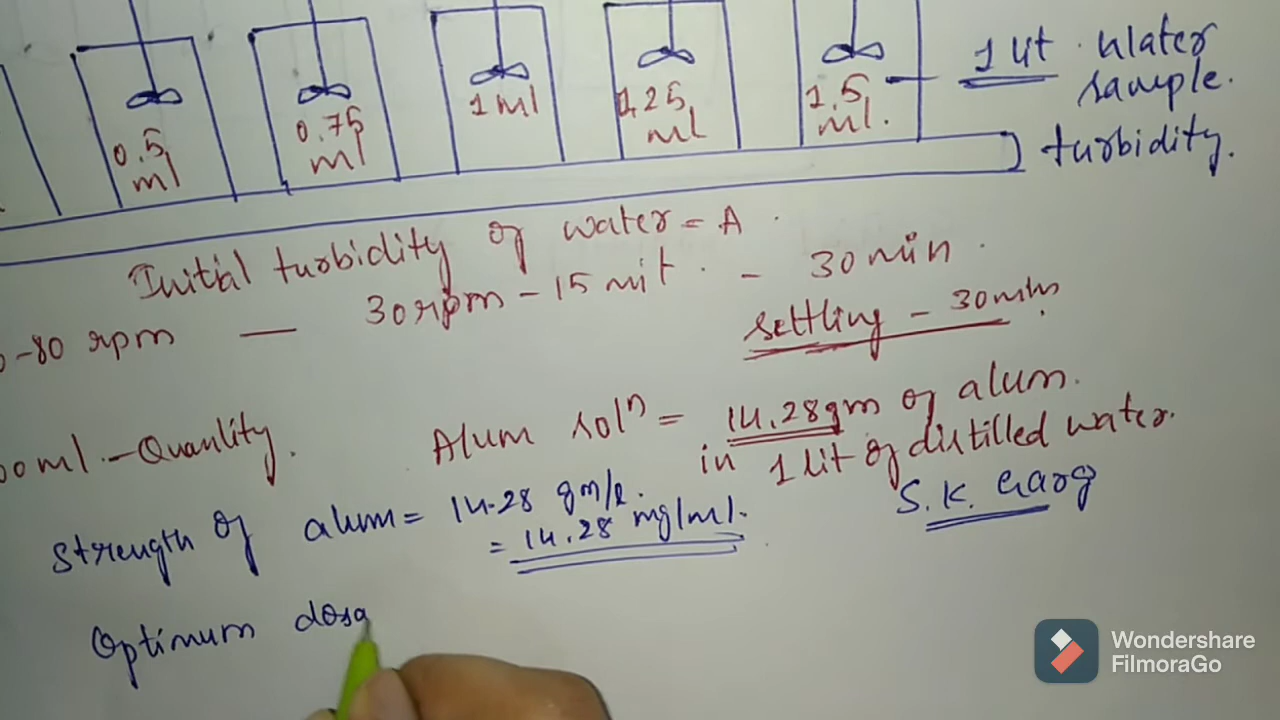 0.5 ml
0.75 ml
1 ml
1.25 ml
1.5 ml.
1 lit water sample.
turbidity.
Initial turbidity of water = A.
-80 rpm — 30 rpm - 15 mit. - 30 min.
settling - 30 min.
00 ml. - Quantity.
Alum solⁿ = 14.28 gm of alum.
in 1 lit of distilled water.
S.K. Garg
Strength of alum = 14.28 gm/l.
= 14.28 mg/ml.
Optimum dosa
Wondershare
FilmoraGo